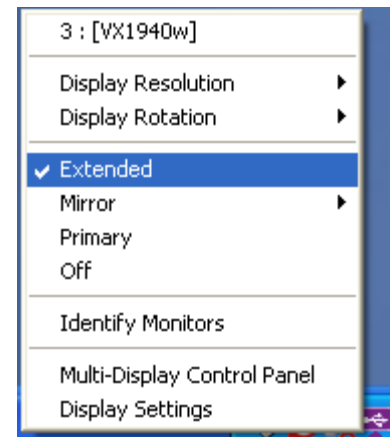 3 : [VX1940w]
Display Resolution
Display Rotation
Extended
Mirror
Primary
Off
Identify Monitors
Multi-Display Control Panel
Display Settings